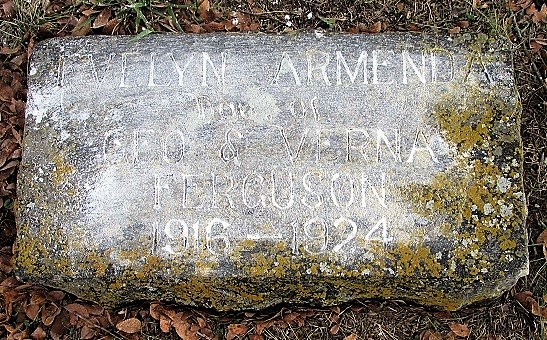 EVELYN ARMENDA
Dau of
GEO & VERNA
FERGUSON
1916 – 1924